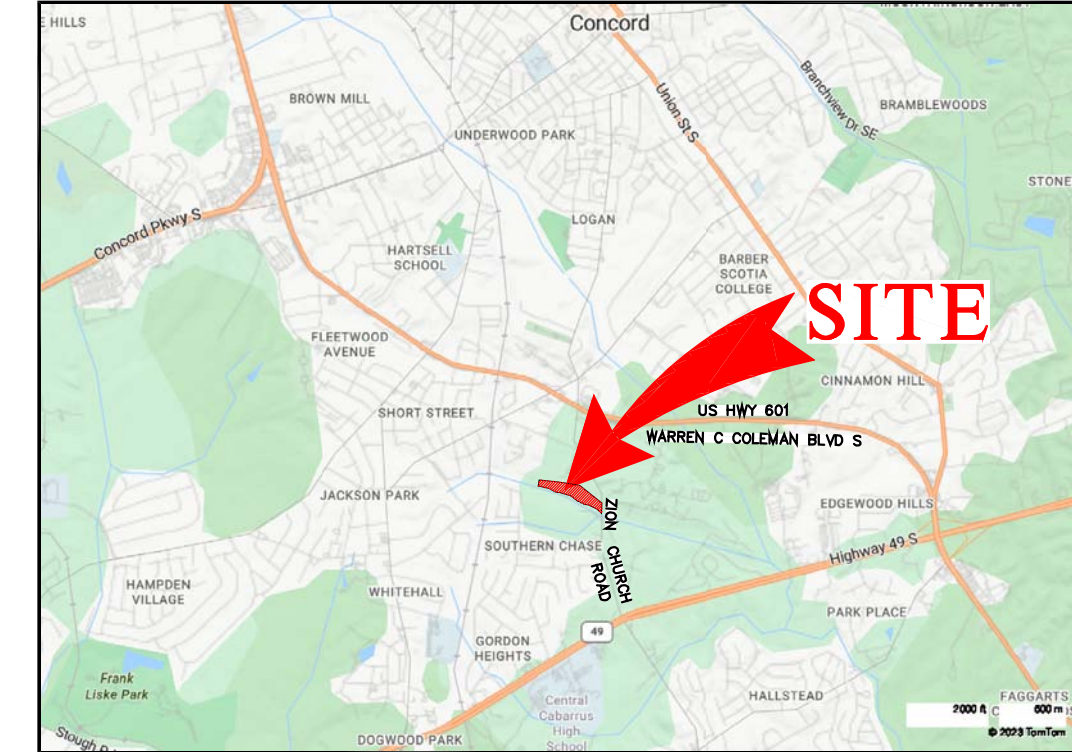 Concord
E HILLS
BROWN MILL
Union St S
Branchview Dr SE
BRAMBLEWOODS
UNDERWOOD PARK
STONE
Concord Pkwy S
LOGAN
HARTSELL
SCHOOL
BARBER
SCOTIA
COLLEGE
SITE
FLEETWOOD
AVENUE
CINNAMON HILL
SHORT STREET
US HWY 601
WARREN C COLEMAN BLVD S
JACKSON PARK
EDGEWOOD HILLS
ZION CHURCH
ROAD
SOUTHERN CHASE
Highway 49 S
HAMPDEN
VILLAGE
WHITEHALL
PARK PLACE
49
GORDON
HEIGHTS
Frank
Liske Park
HALLSTEAD
FAGGARTS
Central
Cabarrus
High
School
2000 ft
600 m
DOGWOOD PARK
© 2023 TomTom